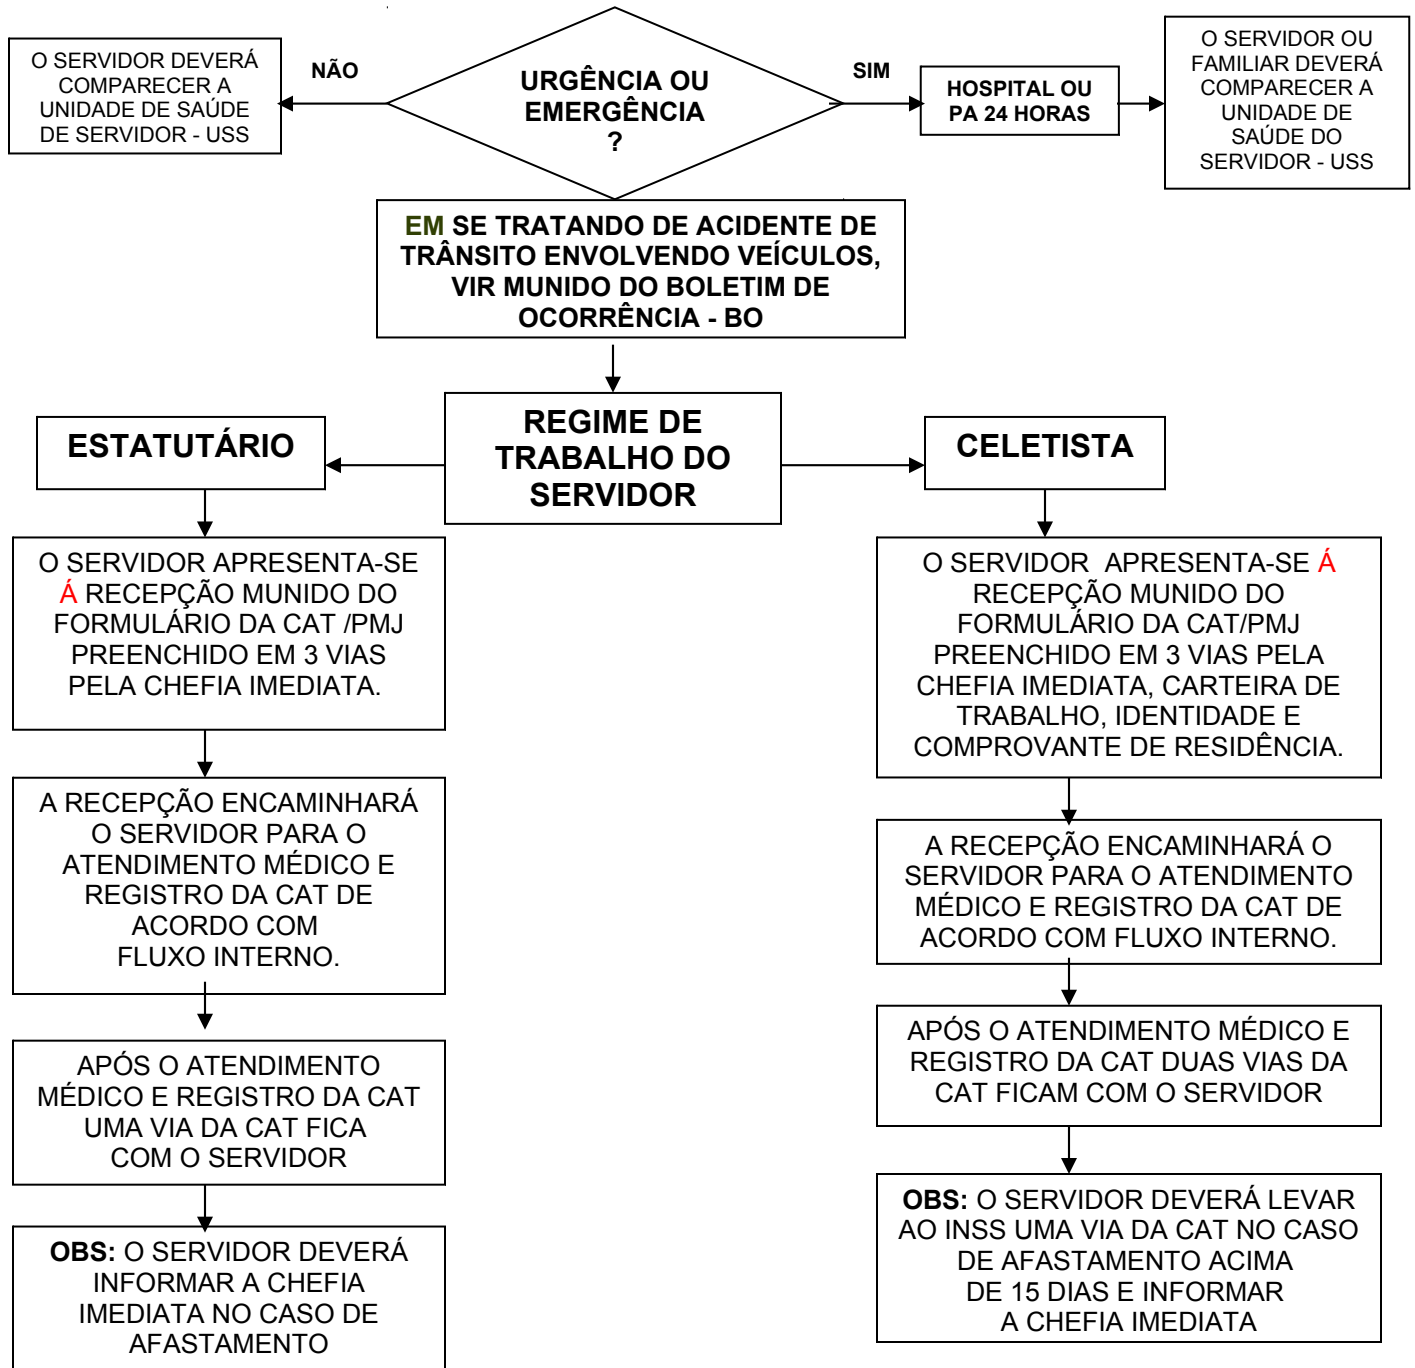 O SERVIDOR DEVERÁ
COMPARECER A
UNIDADE DE SAÚDE
DE SERVIDOR - USS
NÃO
URGÊNCIA OU
EMERGÊNCIA
?
SIM
HOSPITAL OU
PA 24 HORAS
O SERVIDOR OU
FAMILIAR DEVERÁ
COMPARECER A
UNIDADE DE
SAÚDE DO
SERVIDOR - USS
EM SE TRATANDO DE ACIDENTE DE
TRÂNSITO ENVOLVENDO VEÍCULOS,
VIR MUNIDO DO BOLETIM DE
OCORRÊNCIA - BO
REGIME DE
TRABALHO DO
SERVIDOR
ESTATUTÁRIO
O SERVIDOR APRESENTA-SE
Á RECEPÇÃO MUNIDO DO
FORMULÁRIO DA CAT /PMJ
PREENCHIDO EM 3 VIAS
PELA CHEFIA IMEDIATA.
A RECEPÇÃO ENCAMINHARÁ
O SERVIDOR PARA O
ATENDIMENTO MÉDICO E
REGISTRO DA CAT DE
ACORDO COM
FLUXO INTERNO.
APÓS O ATENDIMENTO
MÉDICO E REGISTRO DA CAT
UMA VIA DA CAT FICA
COM O SERVIDOR
OBS: O SERVIDOR DEVERÁ
INFORMAR A CHEFIA
IMEDIATA NO CASO DE
AFASTAMENTO
CELETISTA
O SERVIDOR  APRESENTA-SE Á
RECEPÇÃO MUNIDO DO
FORMULÁRIO DA CAT/PMJ
PREENCHIDO EM 3 VIAS PELA
CHEFIA IMEDIATA, CARTEIRA DE
TRABALHO, IDENTIDADE E
COMPROVANTE DE RESIDÊNCIA.
A RECEPÇÃO ENCAMINHARÁ O
SERVIDOR PARA O ATENDIMENTO
MÉDICO E REGISTRO DA CAT DE
ACORDO COM FLUXO INTERNO.
APÓS O ATENDIMENTO MÉDICO E
REGISTRO DA CAT DUAS VIAS DA
CAT FICAM COM O SERVIDOR
OBS: O SERVIDOR DEVERÁ LEVAR
AO INSS UMA VIA DA CAT NO CASO
DE AFASTAMENTO ACIMA
DE 15 DIAS E INFORMAR
A CHEFIA IMEDIATA